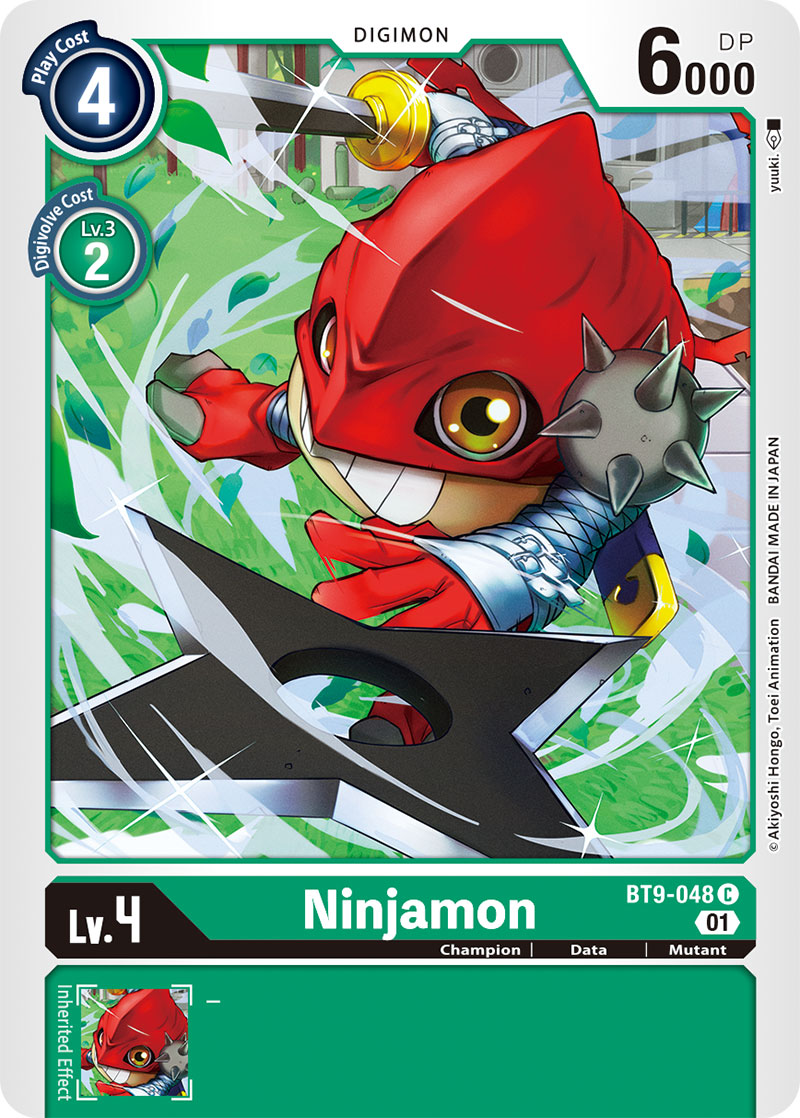 DIGIMON
Play Cost
4
DP
6000
Digivolve Cost
Lv.3
2
yuuki.
© Akiyoshi Hongo, Toei Animation BANDAI MADE IN JAPAN
Lv.4
Ninjamon
BT9-048 C
01
Champion | Data | Mutant
Inherited Effect
–